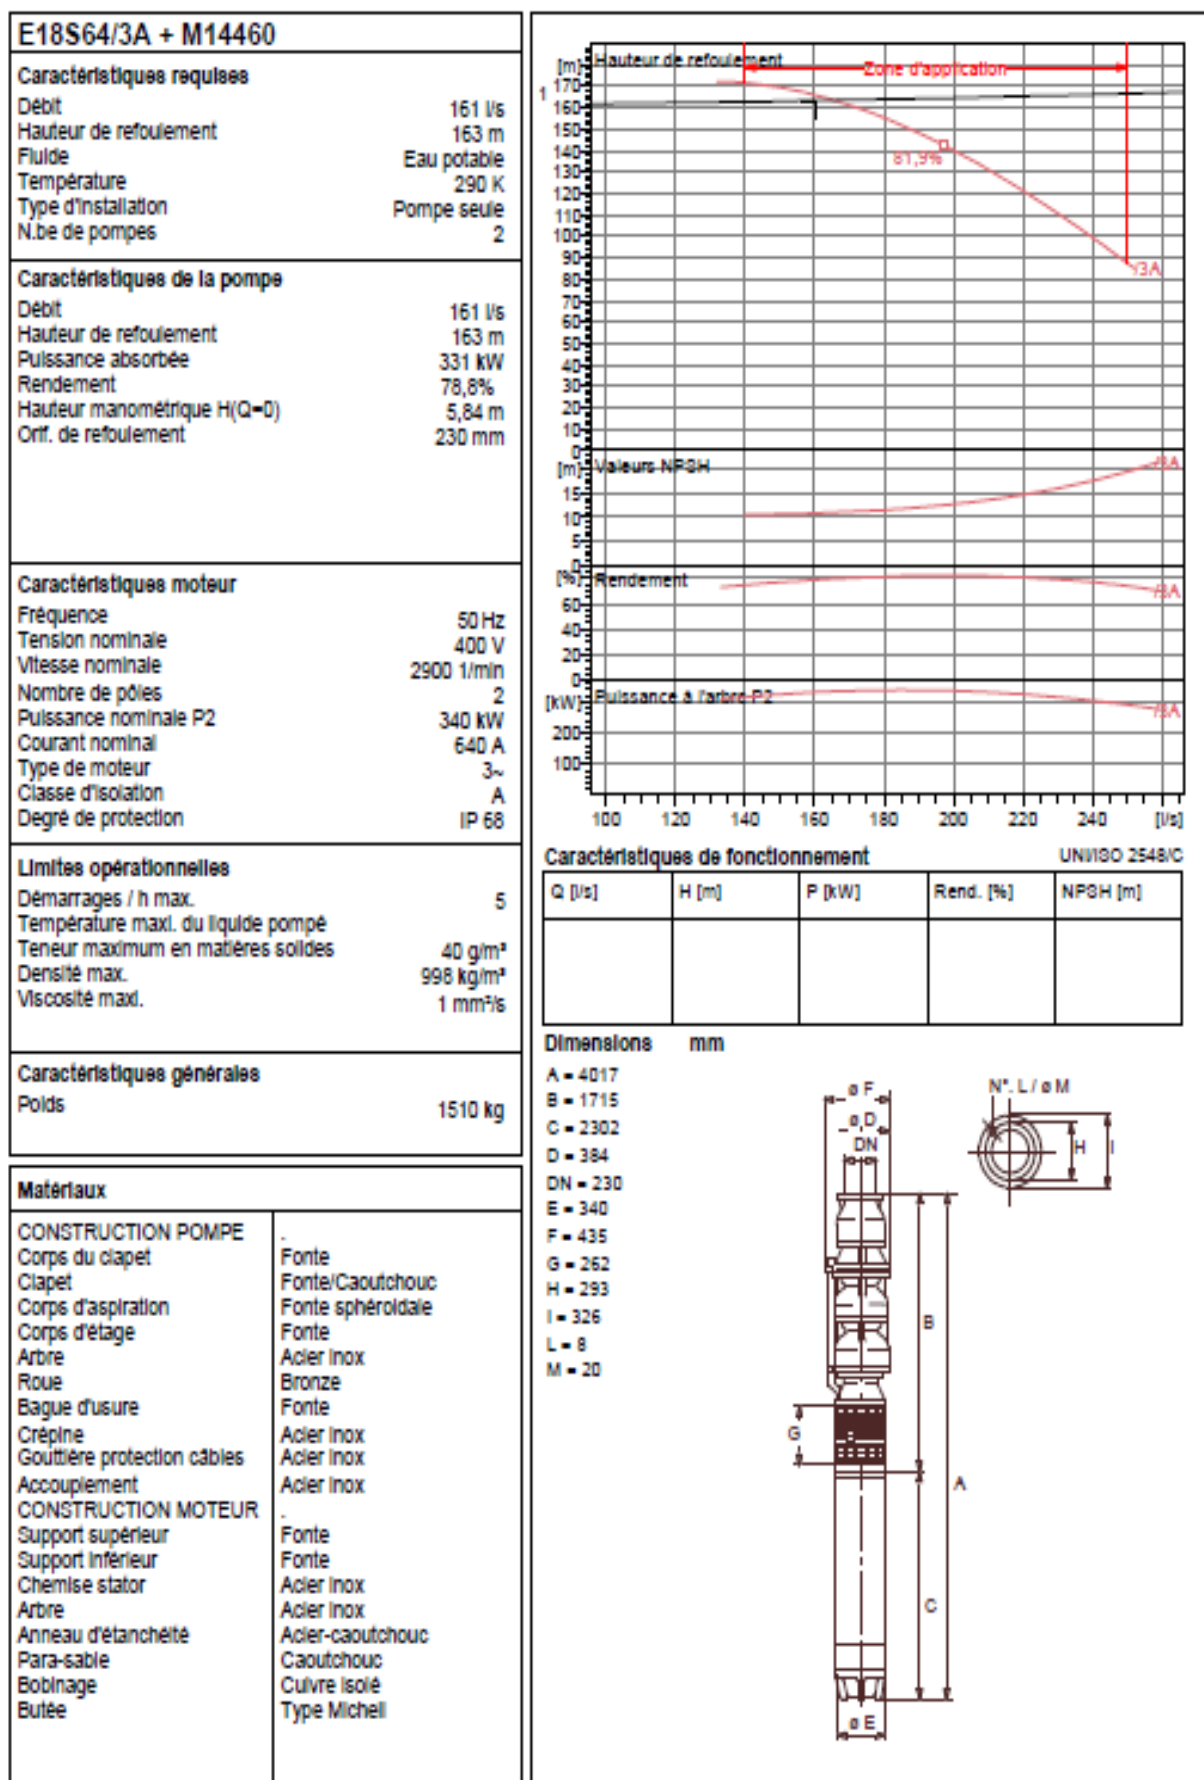 E18S64/3A + M14460
Caractéristiques requises
Débit 161 l/s
Hauteur de refoulement 163 m
Fluide Eau potable
Température 290 K
Type d'installation Pompe seule
N.be de pompes 2
Caractéristiques de la pompe
Débit 161 l/s
Hauteur de refoulement 163 m
Puissance absorbée 331 kW
Rendement 78,8%
Hauteur manométrique H(Q=0) 5,84 m
Orif. de refoulement 230 mm
Caractéristiques moteur
Fréquence 50 Hz
Tension nominale 400 V
Vitesse nominale 2900 1/min
Nombre de pôles 2
Puissance nominale P2 340 kW
Courant nominal 640 A
Type de moteur 3~
Classe d'isolation A
Degré de protection IP 68
Limites opérationnelles
Démarrages / h max. 5
Température maxi. du liquide pompé
Teneur maximum en matières solides 40 g/m³
Densité max. 998 kg/m³
Viscosité maxi. 1 mm²/s
Caractéristiques générales
Poids 1510 kg
Matériaux
CONSTRUCTION POMPE .
Corps du clapet Fonte
Clapet Fonte/Caoutchouc
Corps d'aspiration Fonte sphéroïdale
Corps d'étage Fonte
Arbre Acier Inox
Roue Bronze
Bague d'usure Fonte
Crépine Acier Inox
Gouttière protection câbles Acier Inox
Accouplement Acier Inox
CONSTRUCTION MOTEUR .
Support supérieur Fonte
Support Inférieur Fonte
Chemise stator Acier Inox
Arbre Acier Inox
Anneau d'étanchéité Acier-caoutchouc
Para-sable Caoutchouc
Bobinage Cuivre Isolé
Butée Type Michell
[m] Hauteur de refoulement
Zone d'application
170
1 160
150
140
81,9%
130
120
110
100
90
/3A
80
70
60
50
40
30
20
10
0
[m] Valeurs NPSH
/3A
15
10
5
0
[%] Rendement
/3A
60
40
20
0
[kW] Puissance à l'arbre P2
/3A
200
100
100 120 140 160 180 200 220 240 [l/s]
Caractéristiques de fonctionnement UNI/ISO 2548/C
Q [l/s] H [m] P [kW] Rend. [%] NPSH [m]
Dimensions mm
A = 4017
B = 1715
C = 2302
D = 384
DN = 230
E = 340
F = 435
G = 262
H = 293
I = 326
L = 8
M = 20
ø F
ø D
DN
N°. L / ø M
H
I
B
G
A
C
ø E